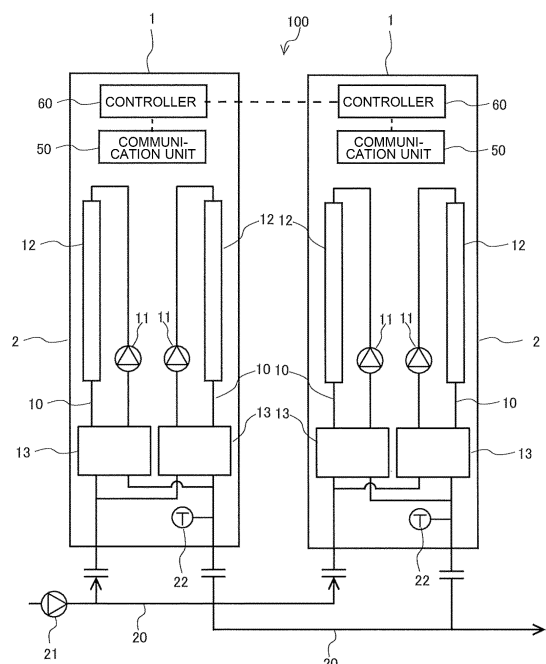 100
1 1
60 CONTROLLER CONTROLLER 60
50 COMMUNI-CATION UNIT COMMUNI-CATION UNIT 50
12 12 12 12
11 11 11 11
2 2
10 10 10 10
13 13 13 13
T T
22 22
21 20 20